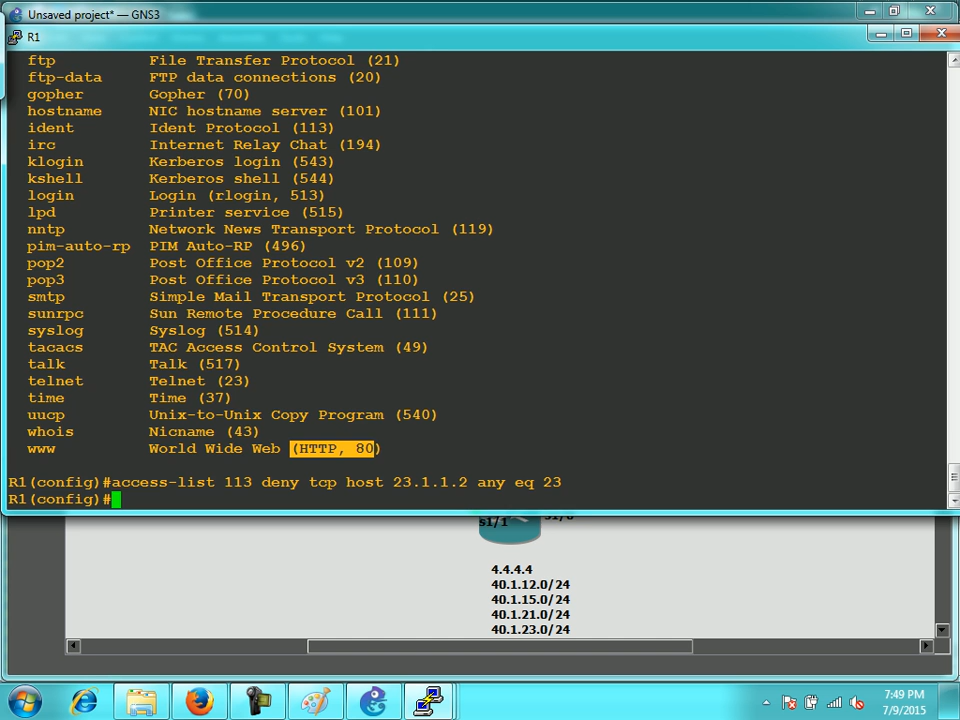 Unsaved project* — GNS3
R1
ftp File Transfer Protocol (21)
ftp-data FTP data connections (20)
gopher Gopher (70)
hostname NIC hostname server (101)
ident Ident Protocol (113)
irc Internet Relay Chat (194)
klogin Kerberos login (543)
kshell Kerberos shell (544)
login Login (rlogin, 513)
lpd Printer service (515)
nntp Network News Transport Protocol (119)
pim-auto-rp PIM Auto-RP (496)
pop2 Post Office Protocol v2 (109)
pop3 Post Office Protocol v3 (110)
smtp Simple Mail Transport Protocol (25)
sunrpc Sun Remote Procedure Call (111)
syslog Syslog (514)
tacacs TAC Access Control System (49)
talk Talk (517)
telnet Telnet (23)
time Time (37)
uucp Unix-to-Unix Copy Program (540)
whois Nicname (43)
www World Wide Web (HTTP, 80)
R1(config)#access-list 113 deny tcp host 23.1.1.2 any eq 23
R1(config)#
s1/1
4.4.4.4
40.1.12.0/24
40.1.15.0/24
40.1.21.0/24
40.1.23.0/24
7:49 PM
7/9/2015